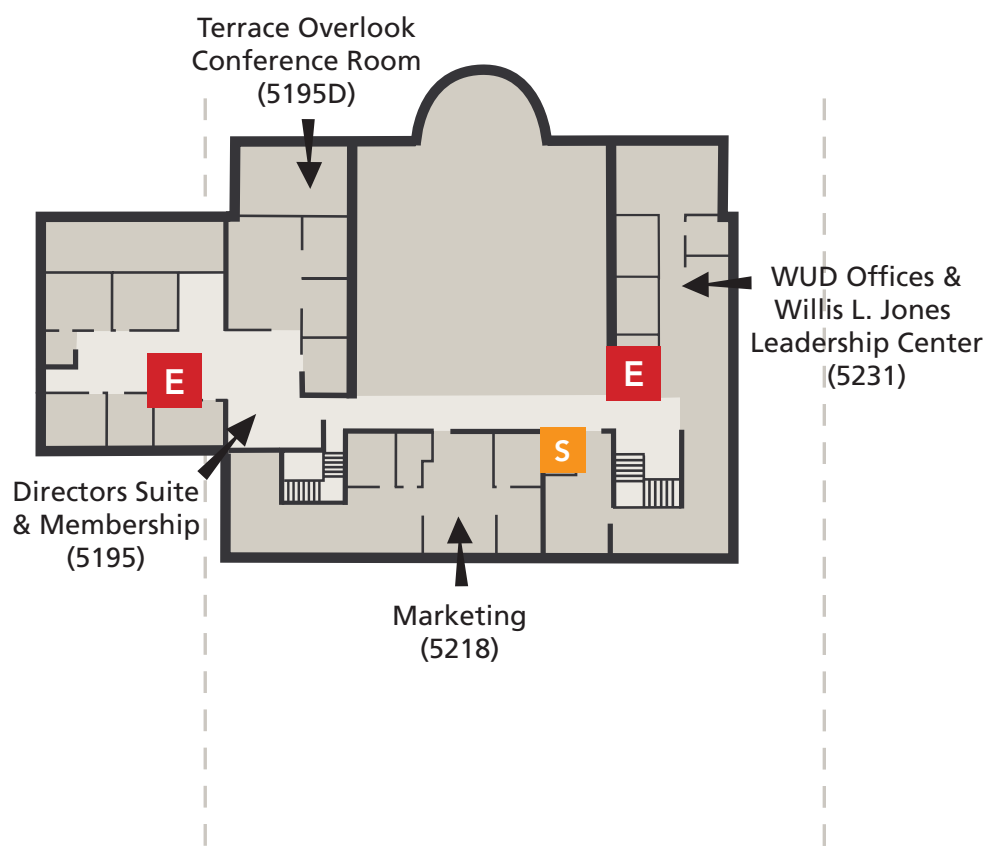 Terrace Overlook
Conference Room
(5195D)
WUD Offices &
Willis L. Jones
Leadership Center
(5231)
E
E
S
Directors Suite
& Membership
(5195)
Marketing
(5218)